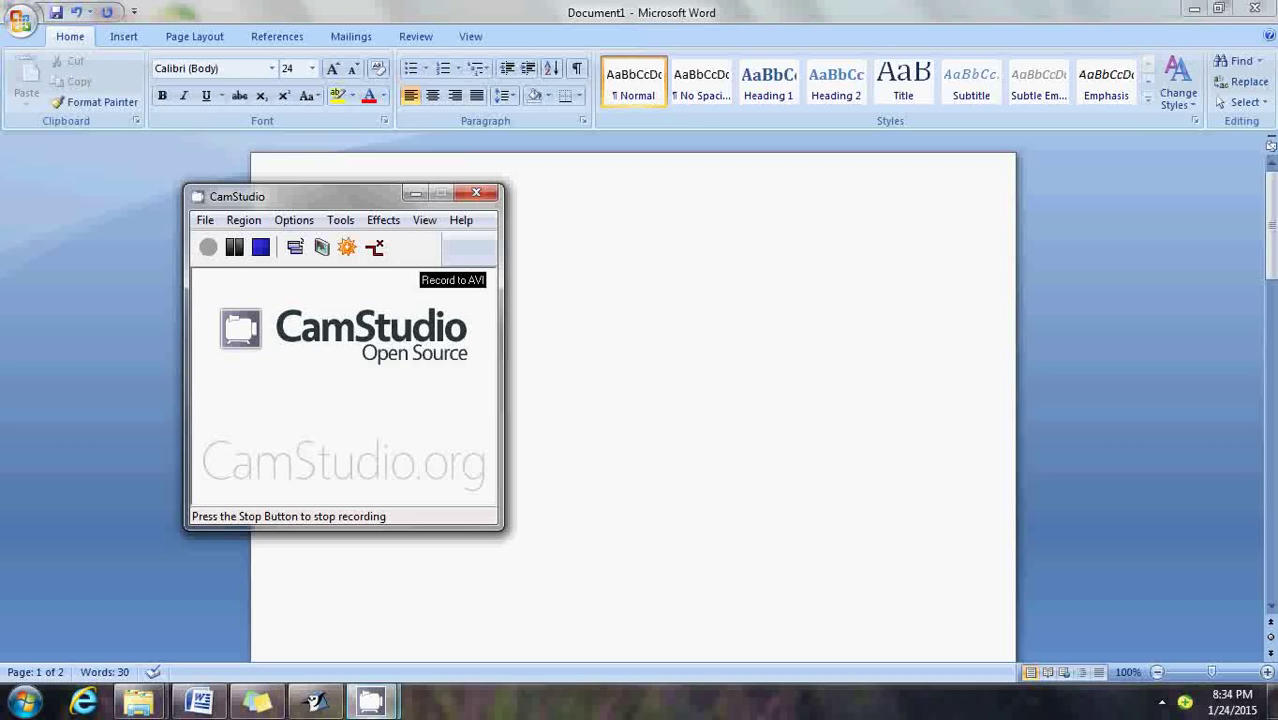 Document1 - Microsoft Word
Home Insert Page Layout References Mailings Review View
Paste
Cut
Copy
Format Painter
Clipboard
Calibri (Body) 24
Font
Paragraph
AaBbCcDc AaBbCcDc AaBbCc AaBbCc AaB AaBbCc. AaBbCcDc AaBbCcDc
¶ Normal ¶ No Spaci... Heading 1 Heading 2 Title Subtitle Subtle Em... Emphasis
Change Styles
Styles
Find
Replace
Select
Editing
CamStudio
File Region Options Tools Effects View Help
Record to AVI
CamStudio
Open Source
CamStudio.org
Press the Stop Button to stop recording
Page: 1 of 2 Words: 30 100%
8:34 PM
1/24/2015